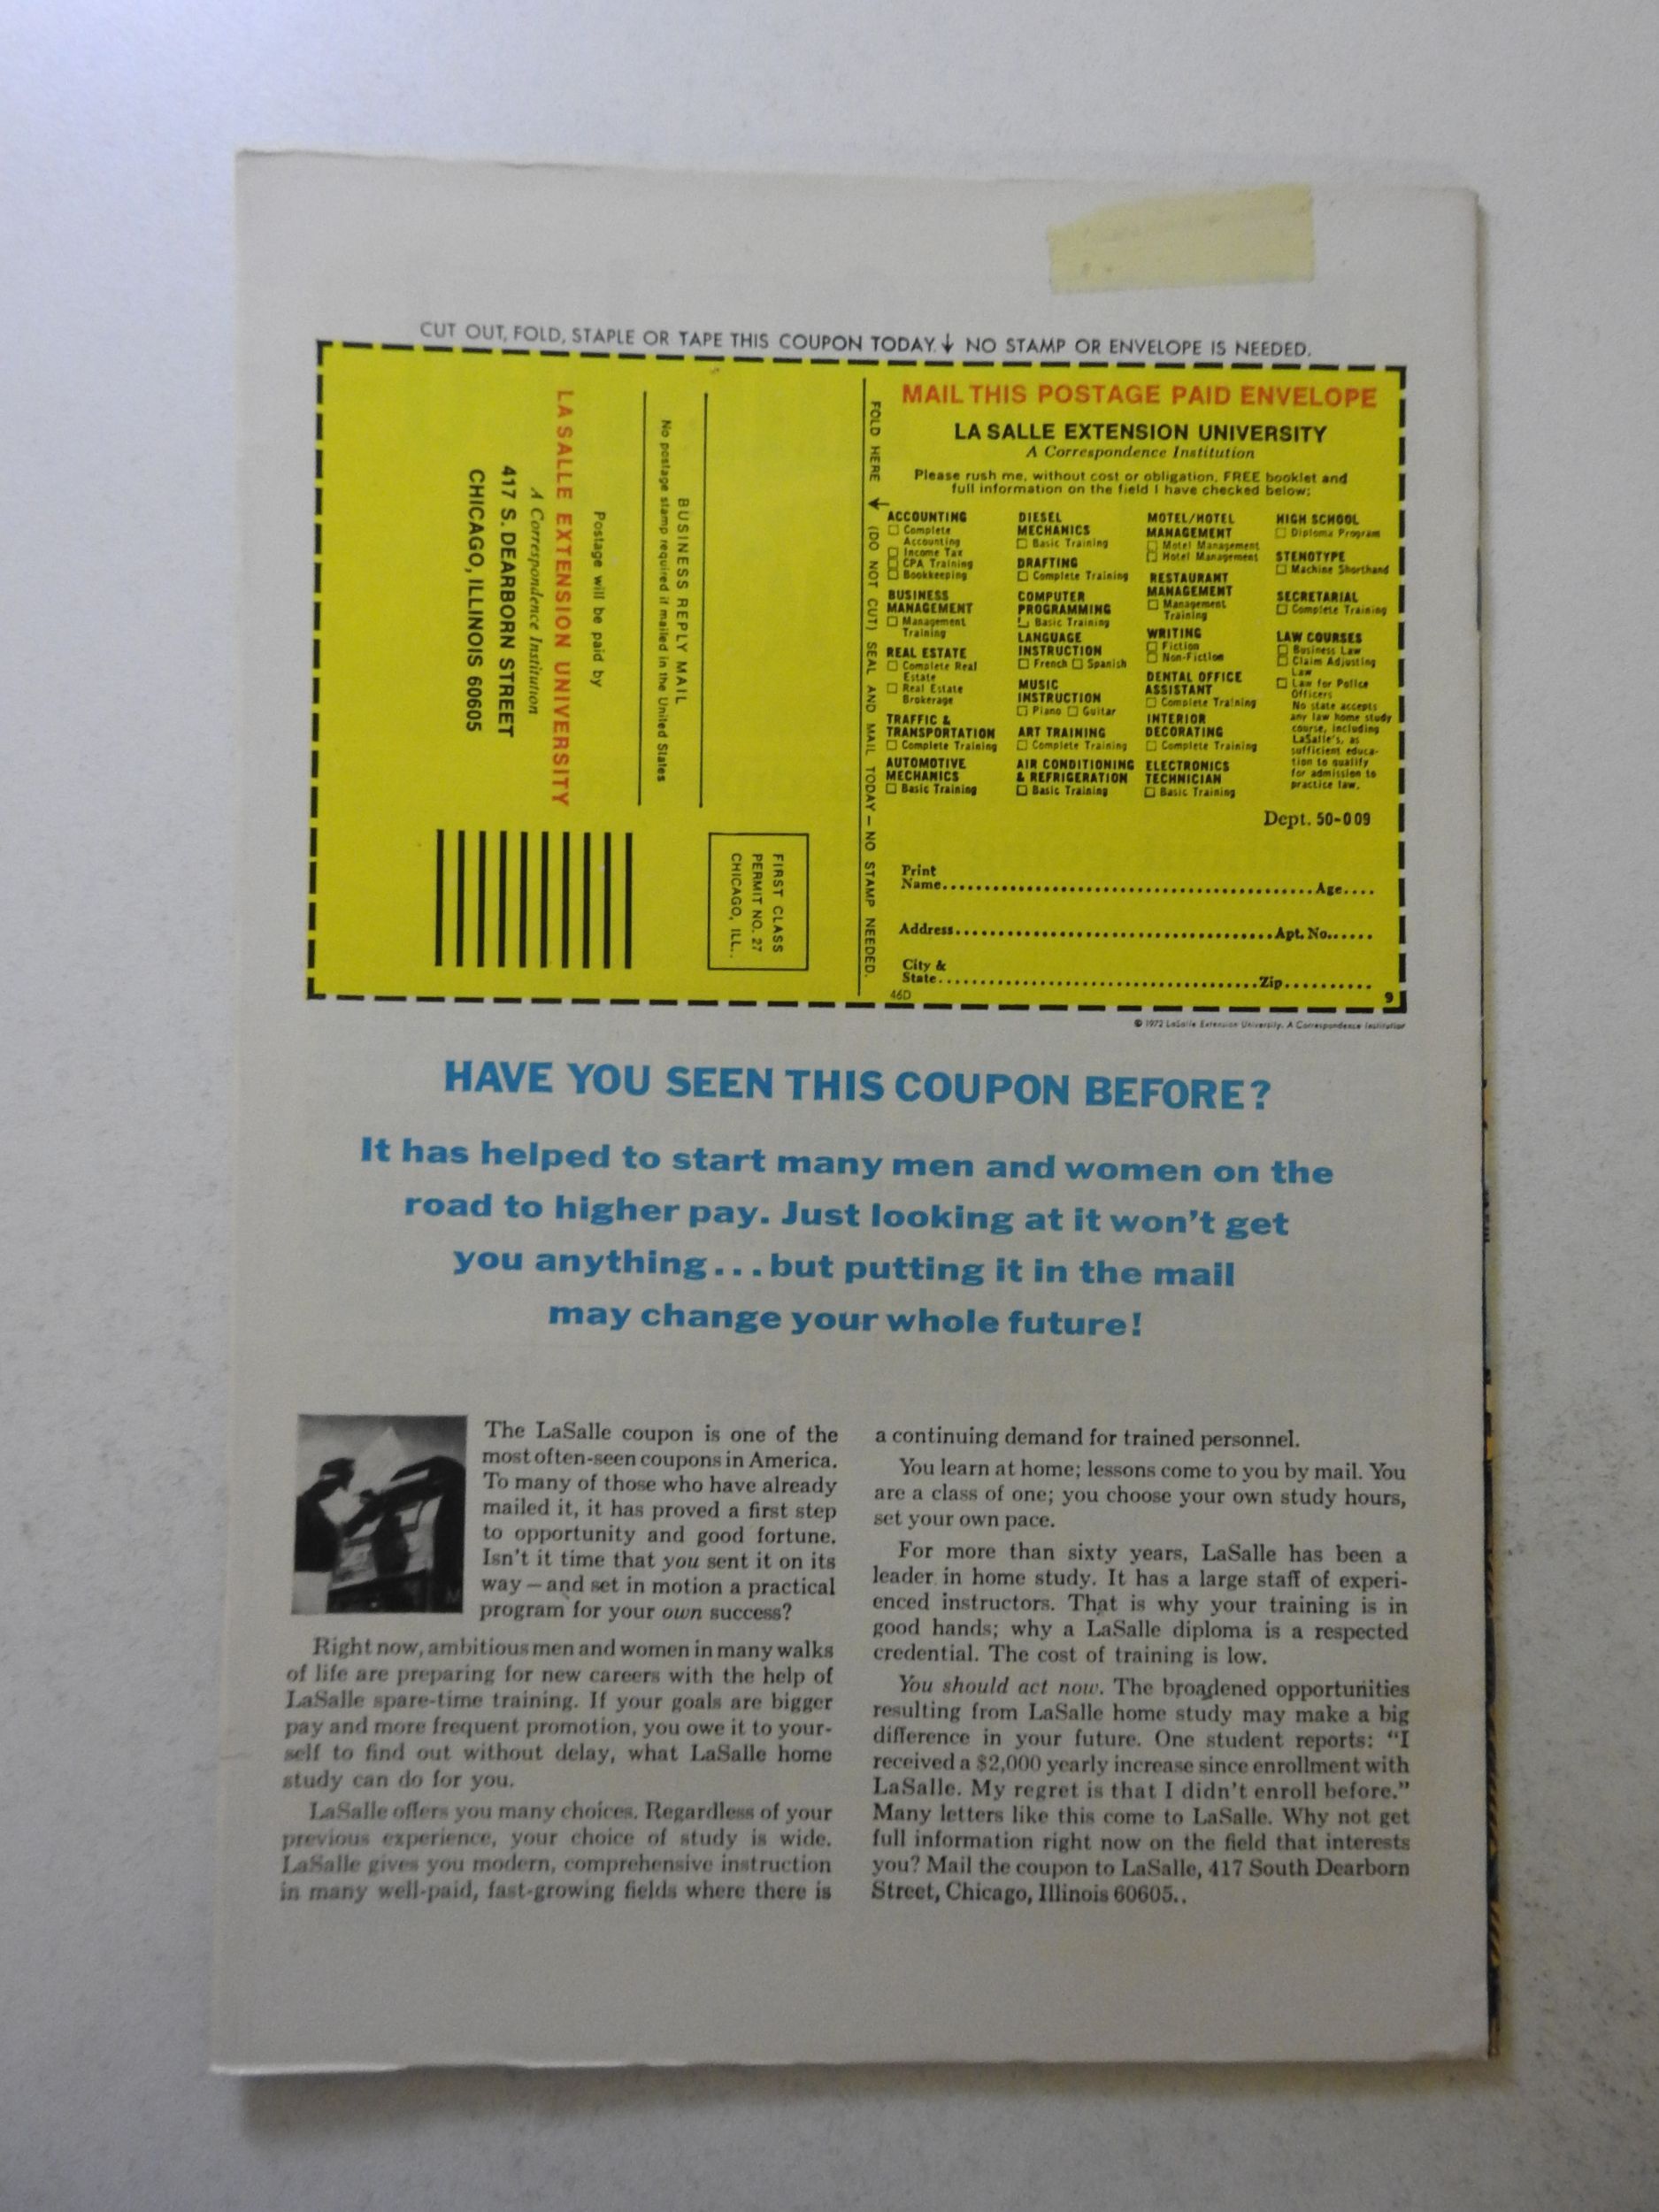 CUT OUT, FOLD, STAPLE OR TAPE THIS COUPON TODAY. ↓ NO STAMP OR ENVELOPE IS NEEDED.
LA SALLE EXTENSION UNIVERSITY
A Correspondence Institution
417 S. DEARBORN STREET
CHICAGO, ILLINOIS 60605
Postage will be paid by
BUSINESS REPLY MAIL
No postage stamp required if mailed in the United States
FIRST CLASS
PERMIT NO. 27
CHICAGO, ILL..
FOLD HERE ↓ (DO NOT CUT) SEAL AND MAIL TODAY — NO STAMP NEEDED.
MAIL THIS POSTAGE PAID ENVELOPE
LA SALLE EXTENSION UNIVERSITY
A Correspondence Institution
Please rush me, without cost or obligation, FREE booklet and
full information on the field I have checked below:
ACCOUNTING
☐ Complete
Accounting
☐ Income Tax
☐ CPA Training
☐ Bookkeeping
BUSINESS
MANAGEMENT
☐ Management
Training
REAL ESTATE
☐ Complete Real
Estate
☐ Real Estate
Brokerage
TRAFFIC &
TRANSPORTATION
☐ Complete Training
AUTOMOTIVE
MECHANICS
☐ Basic Training
DIESEL
MECHANICS
☐ Basic Training
DRAFTING
☐ Complete Training
COMPUTER
PROGRAMMING
☐ Basic Training
LANGUAGE
INSTRUCTION
☐ French ☐ Spanish
MUSIC
INSTRUCTION
☐ Piano ☐ Guitar
ART TRAINING
☐ Complete Training
AIR CONDITIONING
& REFRIGERATION
☐ Basic Training
MOTEL/HOTEL
MANAGEMENT
☐ Motel Management
☐ Hotel Management
RESTAURANT
MANAGEMENT
☐ Management
Training
WRITING
☐ Fiction
☐ Non-Fiction
DENTAL OFFICE
ASSISTANT
☐ Complete Training
INTERIOR
DECORATING
☐ Complete Training
ELECTRONICS
TECHNICIAN
☐ Basic Training
HIGH SCHOOL
☐ Diploma Program
STENOTYPE
☐ Machine Shorthand
SECRETARIAL
☐ Complete Training
LAW COURSES
☐ Business Law
☐ Claim Adjusting
Law
☐ Law for Police
Officers
No state accepts
any law home study
course, including
LaSalle's, as
sufficient educa-
tion to qualify
for admission to
practice law.
Dept. 50-009
Print
Name........Age....
Address........Apt. No......
City &
State........Zip..........
46D
9
© 1972 LaSalle Extension University, A Correspondence Institution
HAVE YOU SEEN THIS COUPON BEFORE?
It has helped to start many men and women on the
road to higher pay. Just looking at it won't get
you anything...but putting it in the mail
may change your whole future!
The LaSalle coupon is one of the
most often-seen coupons in America.
To many of those who have already
mailed it, it has proved a first step
to opportunity and good fortune.
Isn't it time that you sent it on its
way — and set in motion a practical
program for your own success?
Right now, ambitious men and women in many walks
of life are preparing for new careers with the help of
LaSalle spare-time training. If your goals are bigger
pay and more frequent promotion, you owe it to your-
self to find out without delay, what LaSalle home
study can do for you.
LaSalle offers you many choices. Regardless of your
previous experience, your choice of study is wide.
LaSalle gives you modern, comprehensive instruction
in many well-paid, fast-growing fields where there is
a continuing demand for trained personnel.
You learn at home; lessons come to you by mail. You
are a class of one; you choose your own study hours,
set your own pace.
For more than sixty years, LaSalle has been a
leader in home study. It has a large staff of experi-
enced instructors. That is why your training is in
good hands; why a LaSalle diploma is a respected
credential. The cost of training is low.
You should act now. The broadened opportunities
resulting from LaSalle home study may make a big
difference in your future. One student reports: "I
received a $2,000 yearly increase since enrollment with
LaSalle. My regret is that I didn't enroll before."
Many letters like this come to LaSalle. Why not get
full information right now on the field that interests
you? Mail the coupon to LaSalle, 417 South Dearborn
Street, Chicago, Illinois 60605..